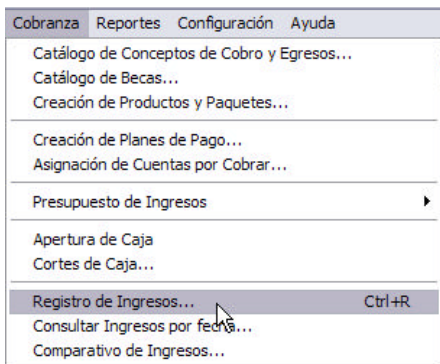 Cobranza Reportes Configuración Ayuda
Catálogo de Conceptos de Cobro y Egresos...
Catálogo de Becas...
Creación de Productos y Paquetes...
Creación de Planes de Pago...
Asignación de Cuentas por Cobrar...
Presupuesto de Ingresos
Apertura de Caja
Cortes de Caja...
Registro de Ingresos... Ctrl+R
Consultar Ingresos por fecha...
Comparativo de Ingresos...